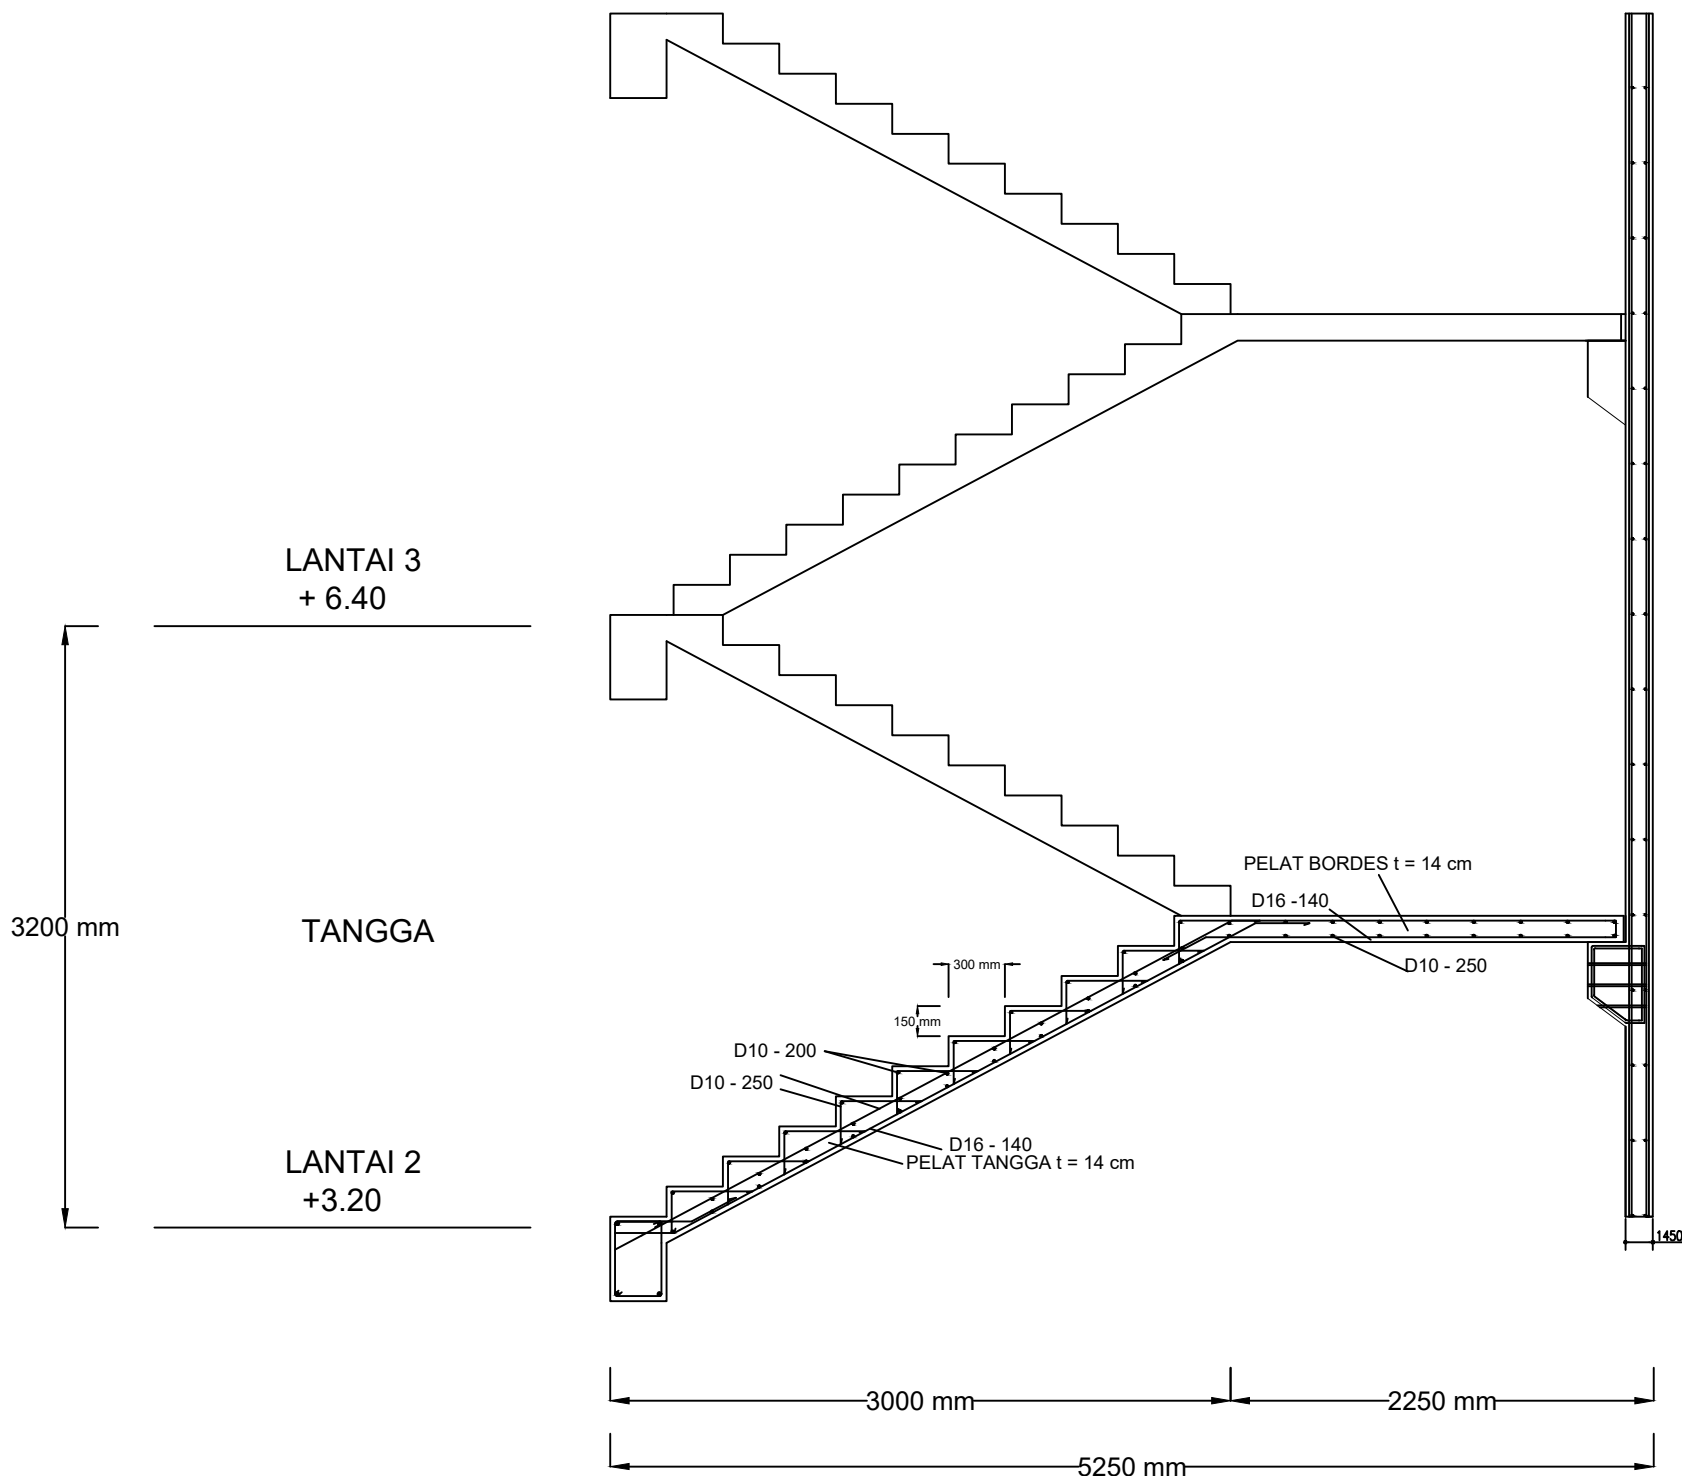 LANTAI 3
+ 6.40
PELAT BORDES t = 14 cm
D16 -140
3200 mm
TANGGA
300 mm
D10 - 250
150 mm
D10 - 200
D10 - 250
D16 - 140
LANTAI 2
PELAT TANGGA t = 14 cm
+3.20
1450
3000 mm
2250 mm
5250 mm